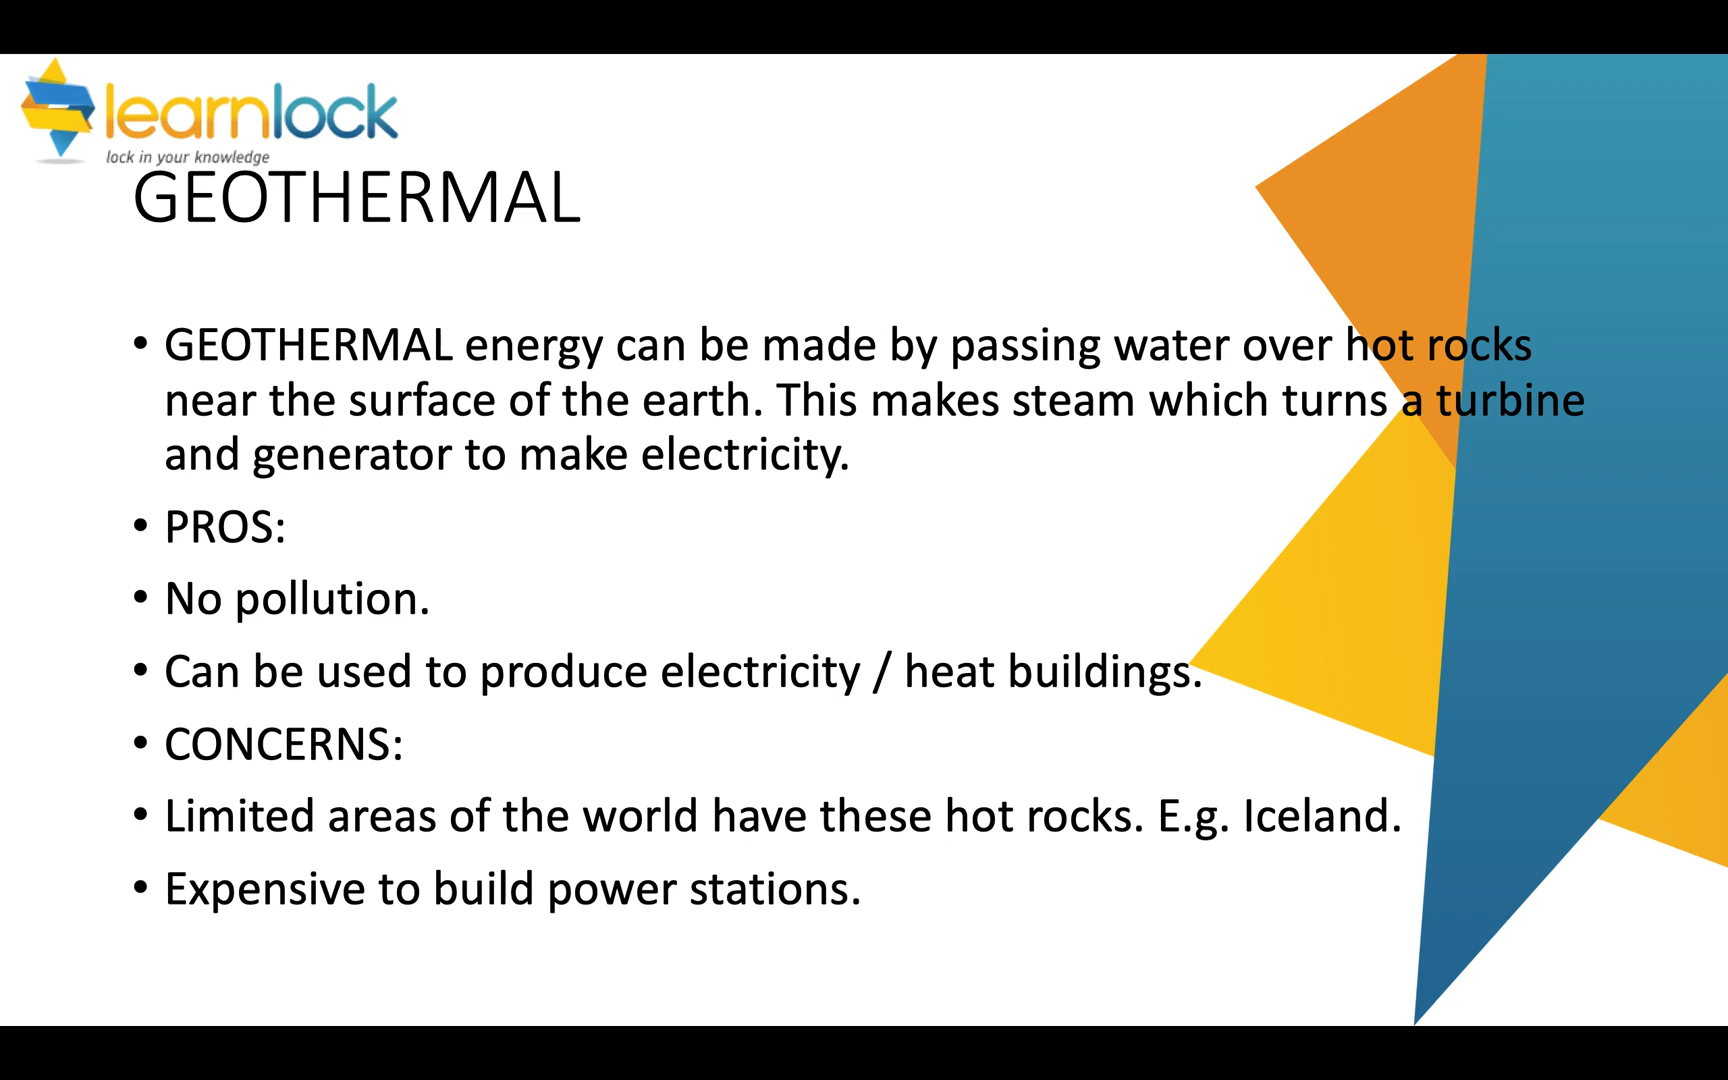 learnlock
lock in your knowledge
GEOTHERMAL
• GEOTHERMAL energy can be made by passing water over hot rocks
near the surface of the earth. This makes steam which turns a turbine
and generator to make electricity.
• PROS:
• No pollution.
• Can be used to produce electricity / heat buildings.
• CONCERNS:
• Limited areas of the world have these hot rocks. E.g. Iceland.
• Expensive to build power stations.